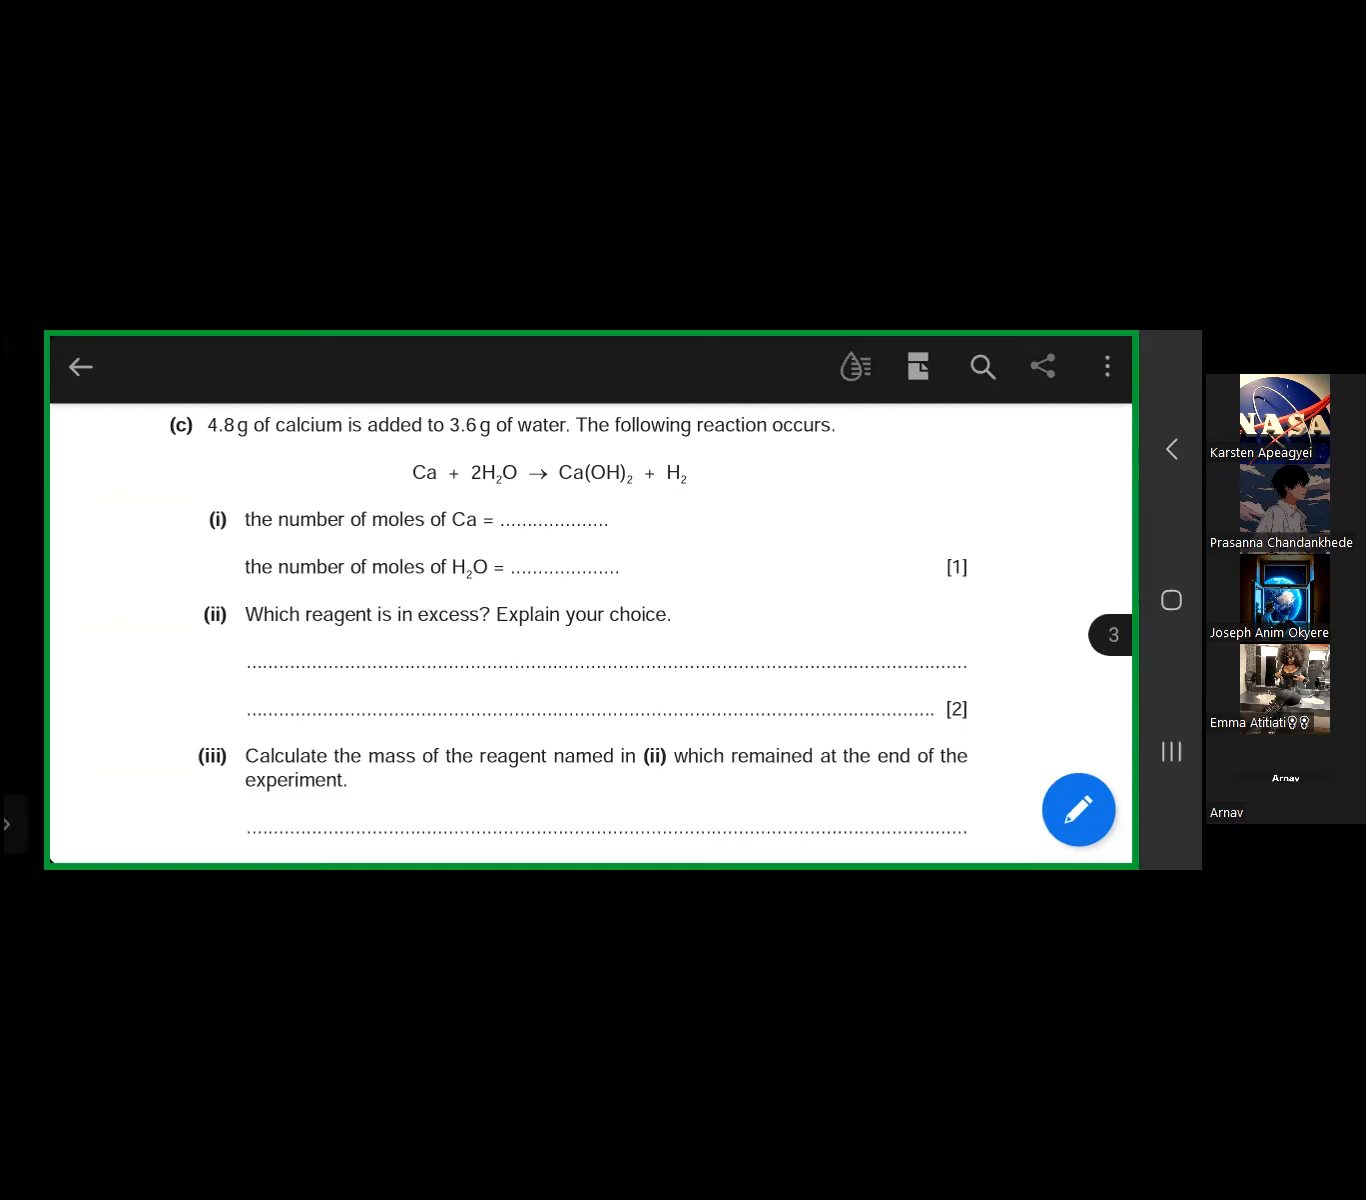 (c) 4.8 g of calcium is added to 3.6 g of water. The following reaction occurs.
Ca + 2H₂O → Ca(OH)₂ + H₂
(i) the number of moles of Ca = ....................
the number of moles of H₂O = .................... [1]
(ii) Which reagent is in excess? Explain your choice.
....................................................................................................................................
.............................................................................................................................. [2]
(iii) Calculate the mass of the reagent named in (ii) which remained at the end of the
experiment.
....................................................................................................................................
3
NASA
Karsten Apeagyei
Prasanna Chandankhede
Joseph Anim Okyere
Emma Atitiati
Arnav
Arnav